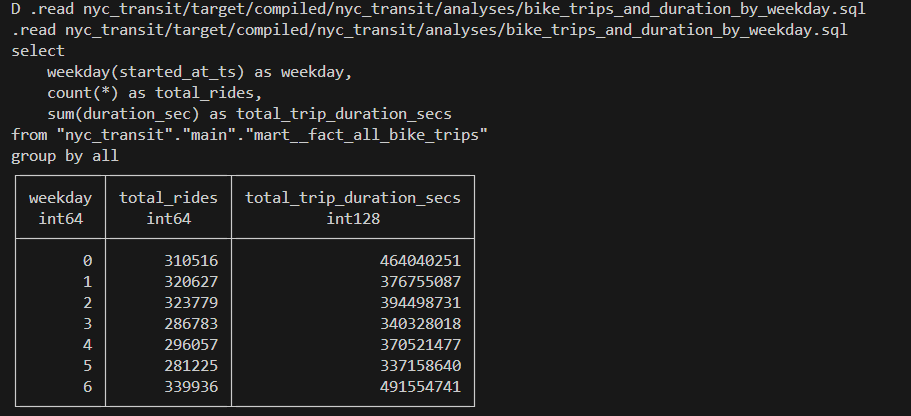 D .read nyc_transit/target/compiled/nyc_transit/analyses/bike_trips_and_duration_by_weekday.sql
.read nyc_transit/target/compiled/nyc_transit/analyses/bike_trips_and_duration_by_weekday.sql
select
    weekday(started_at_ts) as weekday,
    count(*) as total_rides,
    sum(duration_sec) as total_trip_duration_secs
from "nyc_transit"."main"."mart__fact_all_bike_trips"
group by all
weekday total_rides total_trip_duration_secs
int64 int64 int128
0 310516 464040251
1 320627 376755087
2 323779 394498731
3 286783 340328018
4 296057 370521477
5 281225 337158640
6 339936 491554741